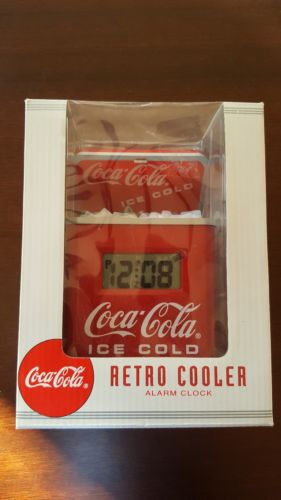 Coca-Cola
ICE COLD
P 12:08
Coca-Cola®
ICE COLD
Coca-Cola®
RETRO COOLER
ALARM CLOCK